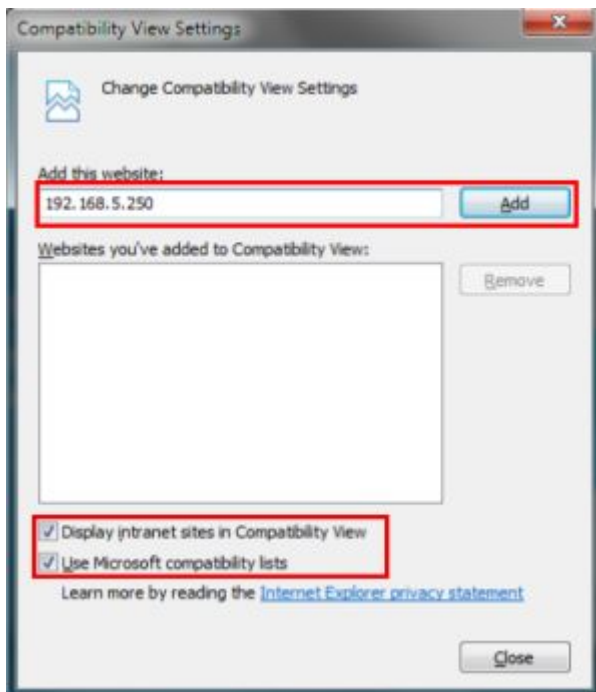 Compatibility View Settings
Change Compatibility View Settings
Add this website:
192.168.5.250
Add
Websites you've added to Compatibility View:
Remove
Display intranet sites in Compatibility View
Use Microsoft compatibility lists
Learn more by reading the Internet Explorer privacy statement
Close